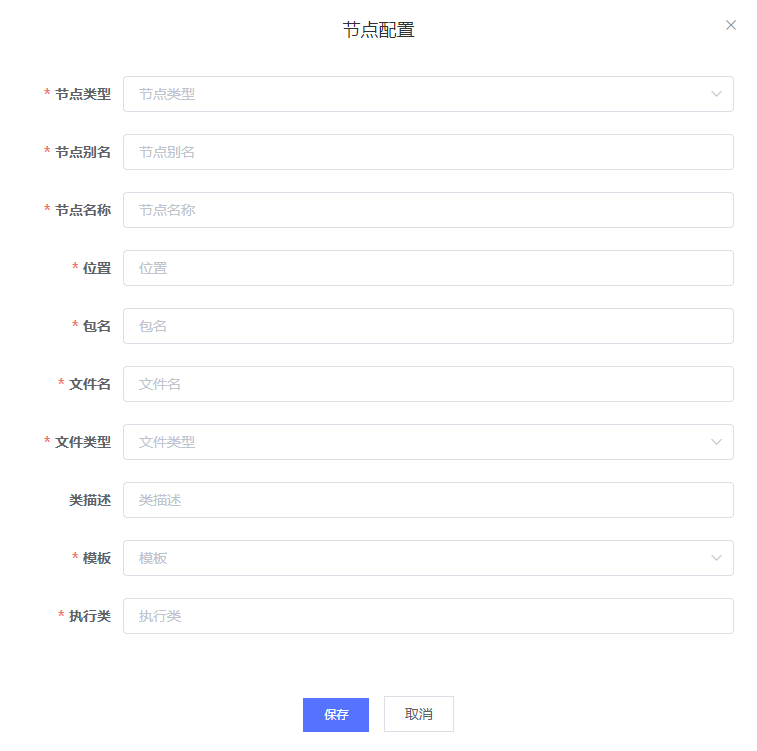 节点配置
* 节点类型 节点类型
* 节点别名 节点别名
* 节点名称 节点名称
* 位置 位置
* 包名 包名
* 文件名 文件名
* 文件类型 文件类型
类描述 类描述
* 模板 模板
* 执行类 执行类
保存 取消